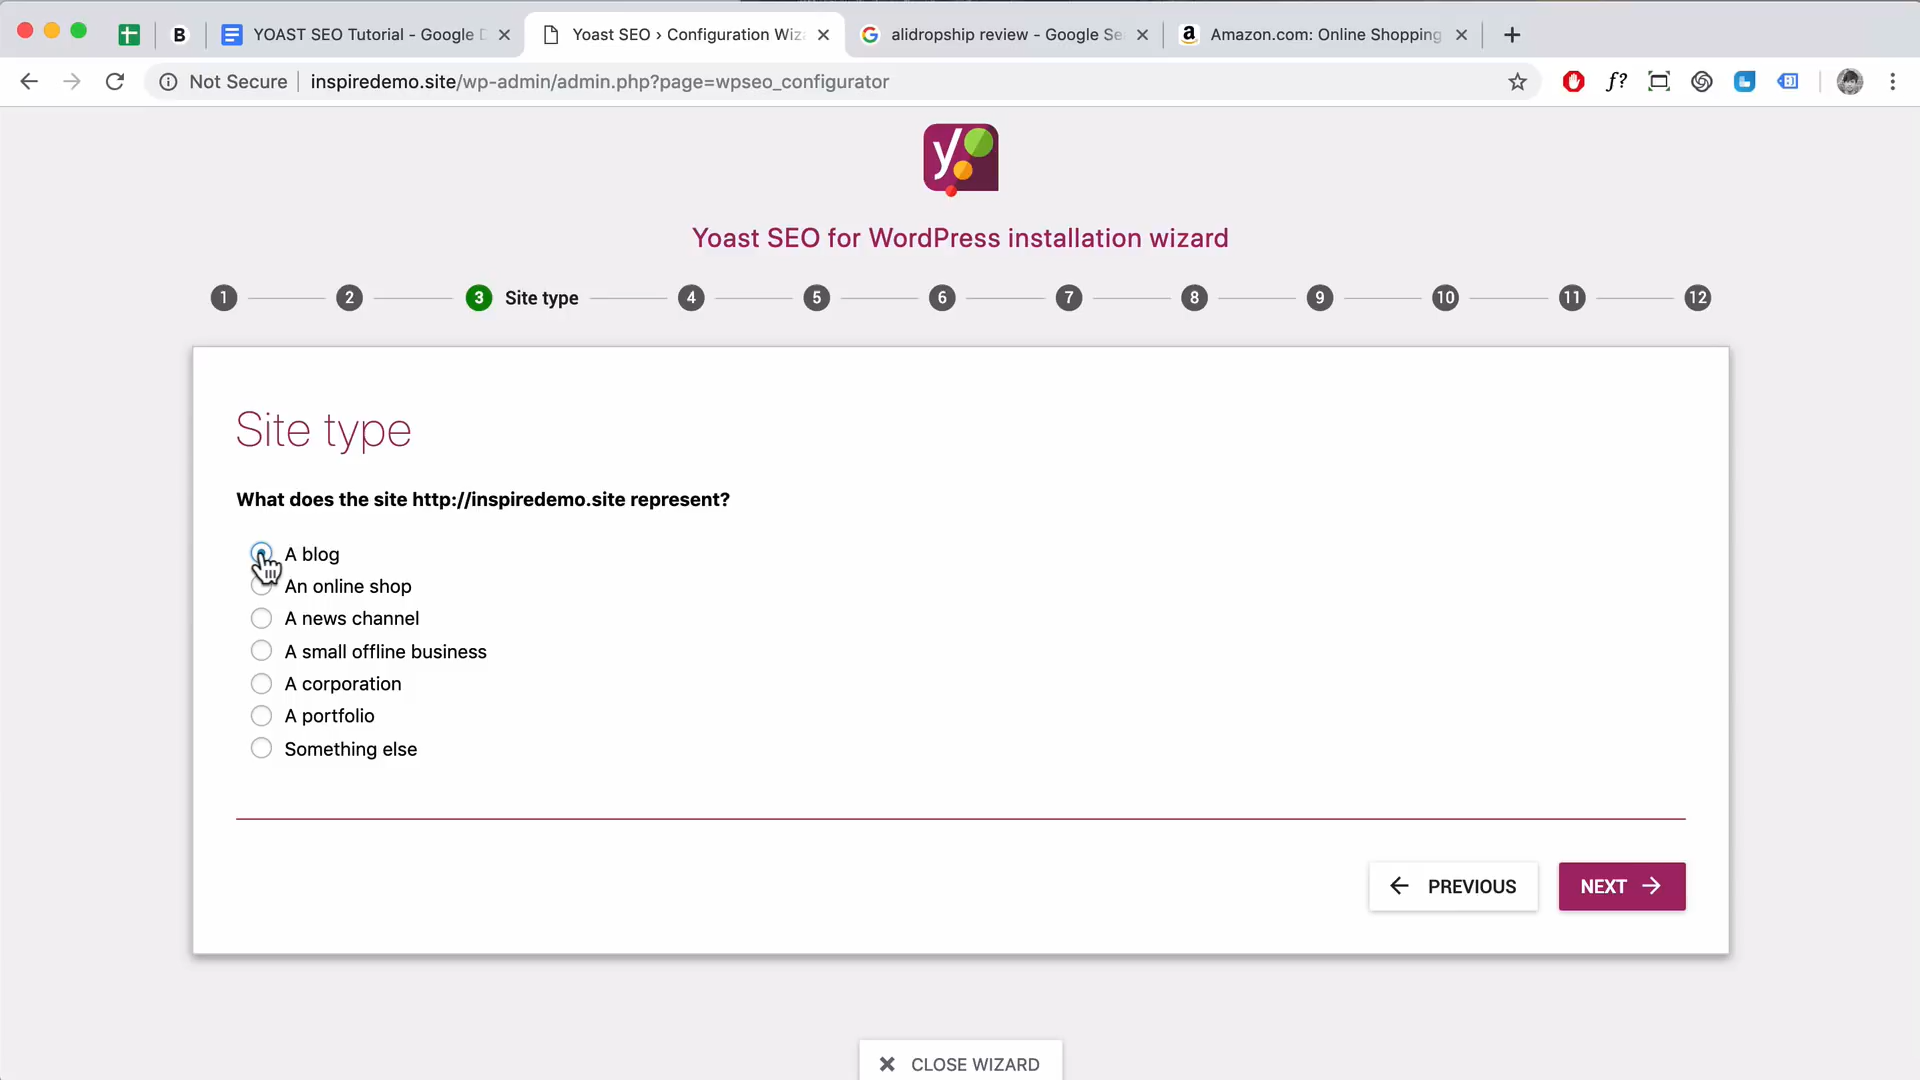 B
YOAST SEO Tutorial - Google D
Yoast SEO › Configuration Wiza
alidropship review - Google Sea
Amazon.com: Online Shopping
Not Secure
inspiredemo.site/wp-admin/admin.php?page=wpseo_configurator
f?
y
Yoast SEO for WordPress installation wizard
1 2 3 Site type 4 5 6 7 8 9 10 11 12
Site type
What does the site http://inspiredemo.site represent?
A blog
An online shop
A news channel
A small offline business
A corporation
A portfolio
Something else
← PREVIOUS
NEXT →
✕ CLOSE WIZARD